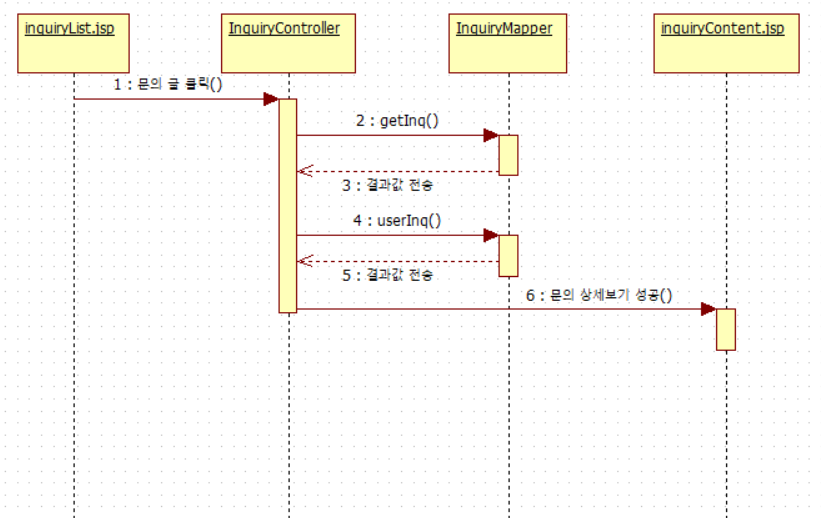 inquiryList.jsp
InquiryController
InquiryMapper
inquiryContent.jsp
1 : 문의 글 클릭()
2 : getInq()
3 : 결과값 전송
4 : userInq()
5 : 결과값 전송
6 : 문의 상세보기 성공()